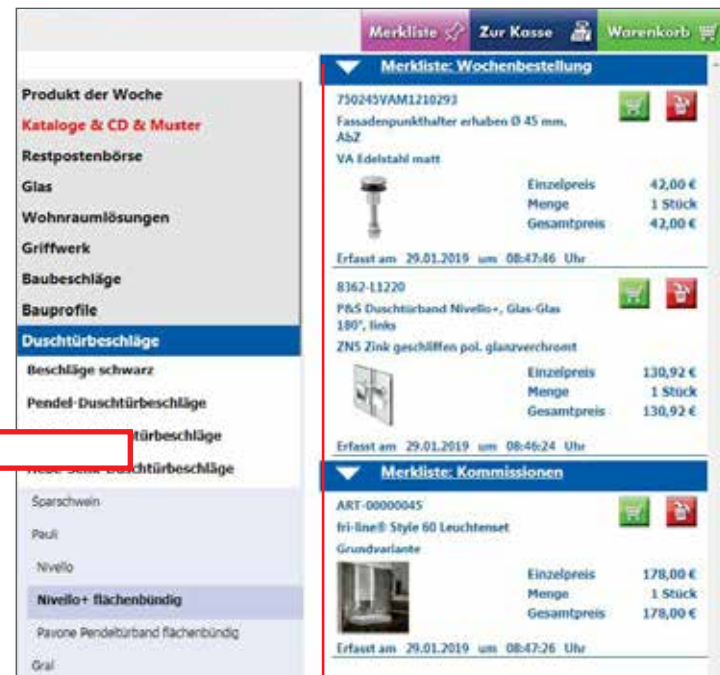 Merkliste Zur Kasse Warenkorb
Produkt der Woche
Kataloge & CD & Muster
Restpostenbörse
Glas
Wohnraumlösungen
Griffwerk
Baubeschläge
Bauprofile
Duschtürbeschläge
Beschläge schwarz
Pendel-Duschtürbeschläge
türbeschläge
Duschtürbeschläge
Sparschwein
Pauli
Nivello
Nivello+ flächenbündig
Pavone Pendeltürband flächenbündig
Gral
Merkliste: Wochenbestellung
750245VAM1210293
Fassadenpunkthalter erhaben Ø 45 mm,
AbZ
VA Edelstahl matt
Einzelpreis 42,00 €
Menge 1 Stück
Gesamtpreis 42,00 €
Erfasst am 29.01.2019 um 08:47:46 Uhr
8362-L1220
P&S Duschtürband Nivello+, Glas-Glas
180°, links
ZN5 Zink geschliffen pol. glanzverchromt
Einzelpreis 130,92 €
Menge 1 Stück
Gesamtpreis 130,92 €
Erfasst am 29.01.2019 um 08:46:24 Uhr
Merkliste: Kommissionen
ART-00000045
fri-line® Style 60 Leuchtenset
Grundvariante
Einzelpreis 178,00 €
Menge 1 Stück
Gesamtpreis 178,00 €
Erfasst am 29.01.2019 um 08:47:26 Uhr